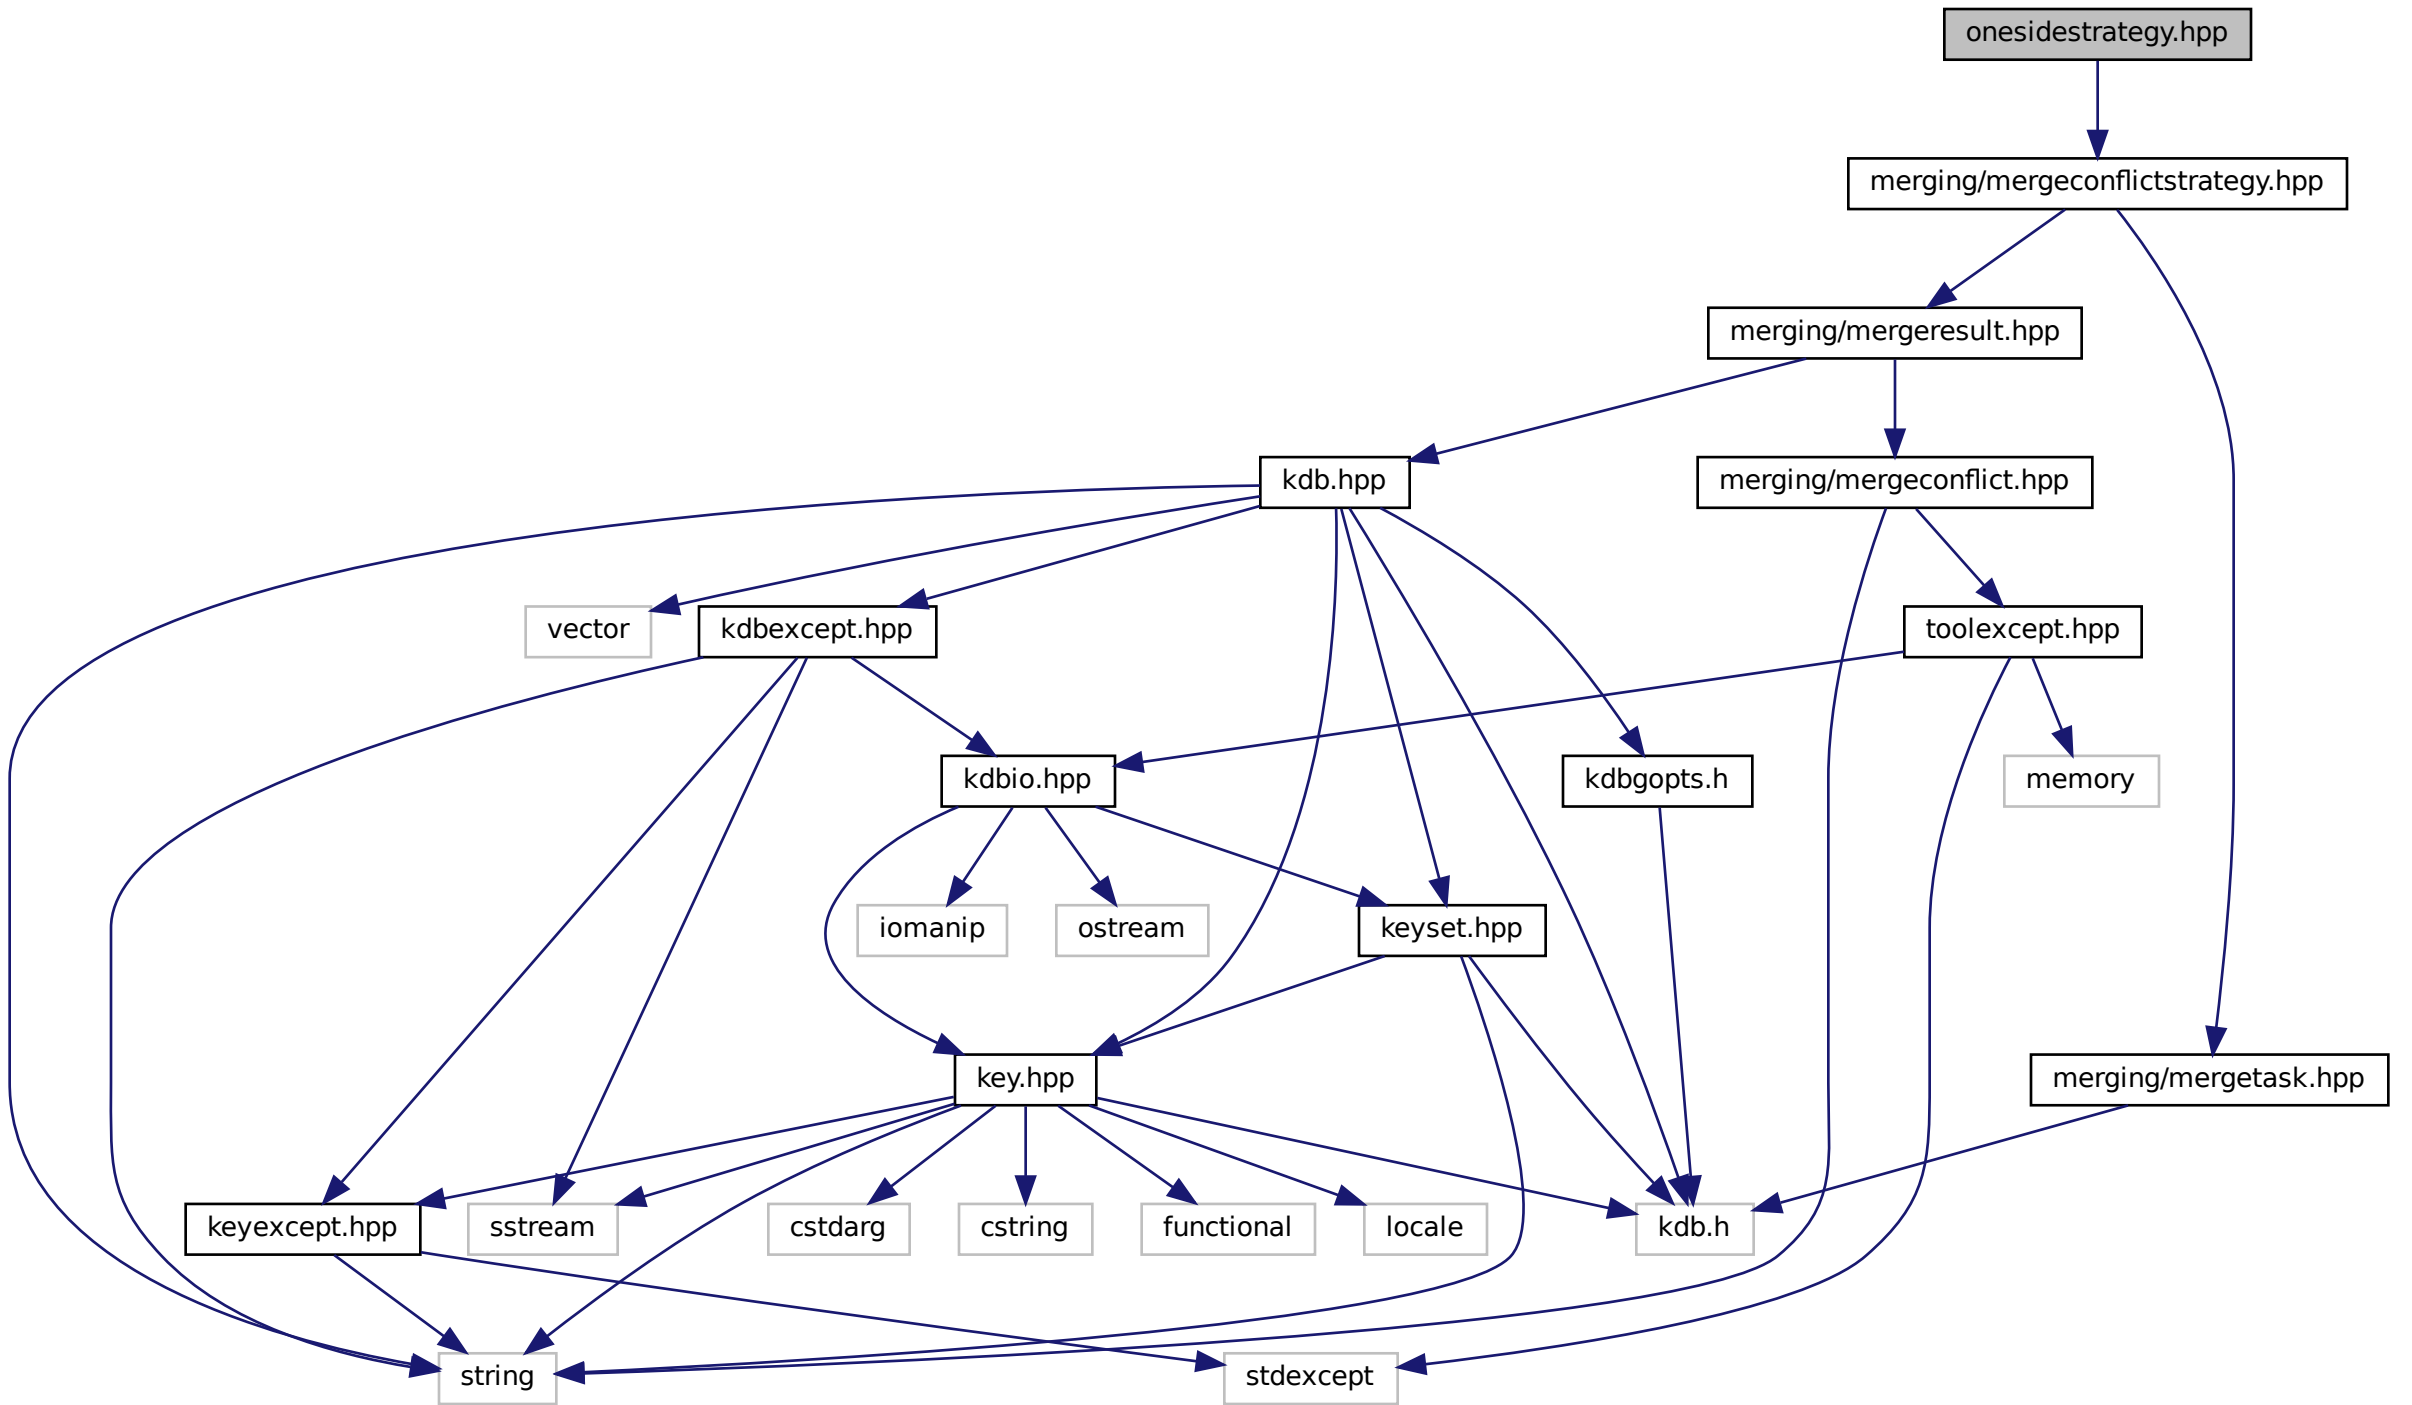 onesidestrategy.hpp
merging/mergeconflictstrategy.hpp
merging/mergeresult.hpp
kdb.hpp
merging/mergeconflict.hpp
vector
kdbexcept.hpp
toolexcept.hpp
kdbio.hpp
kdbgopts.h
memory
iomanip
ostream
keyset.hpp
key.hpp
merging/mergetask.hpp
keyexcept.hpp
sstream
cstdarg
cstring
functional
locale
kdb.h
string
stdexcept